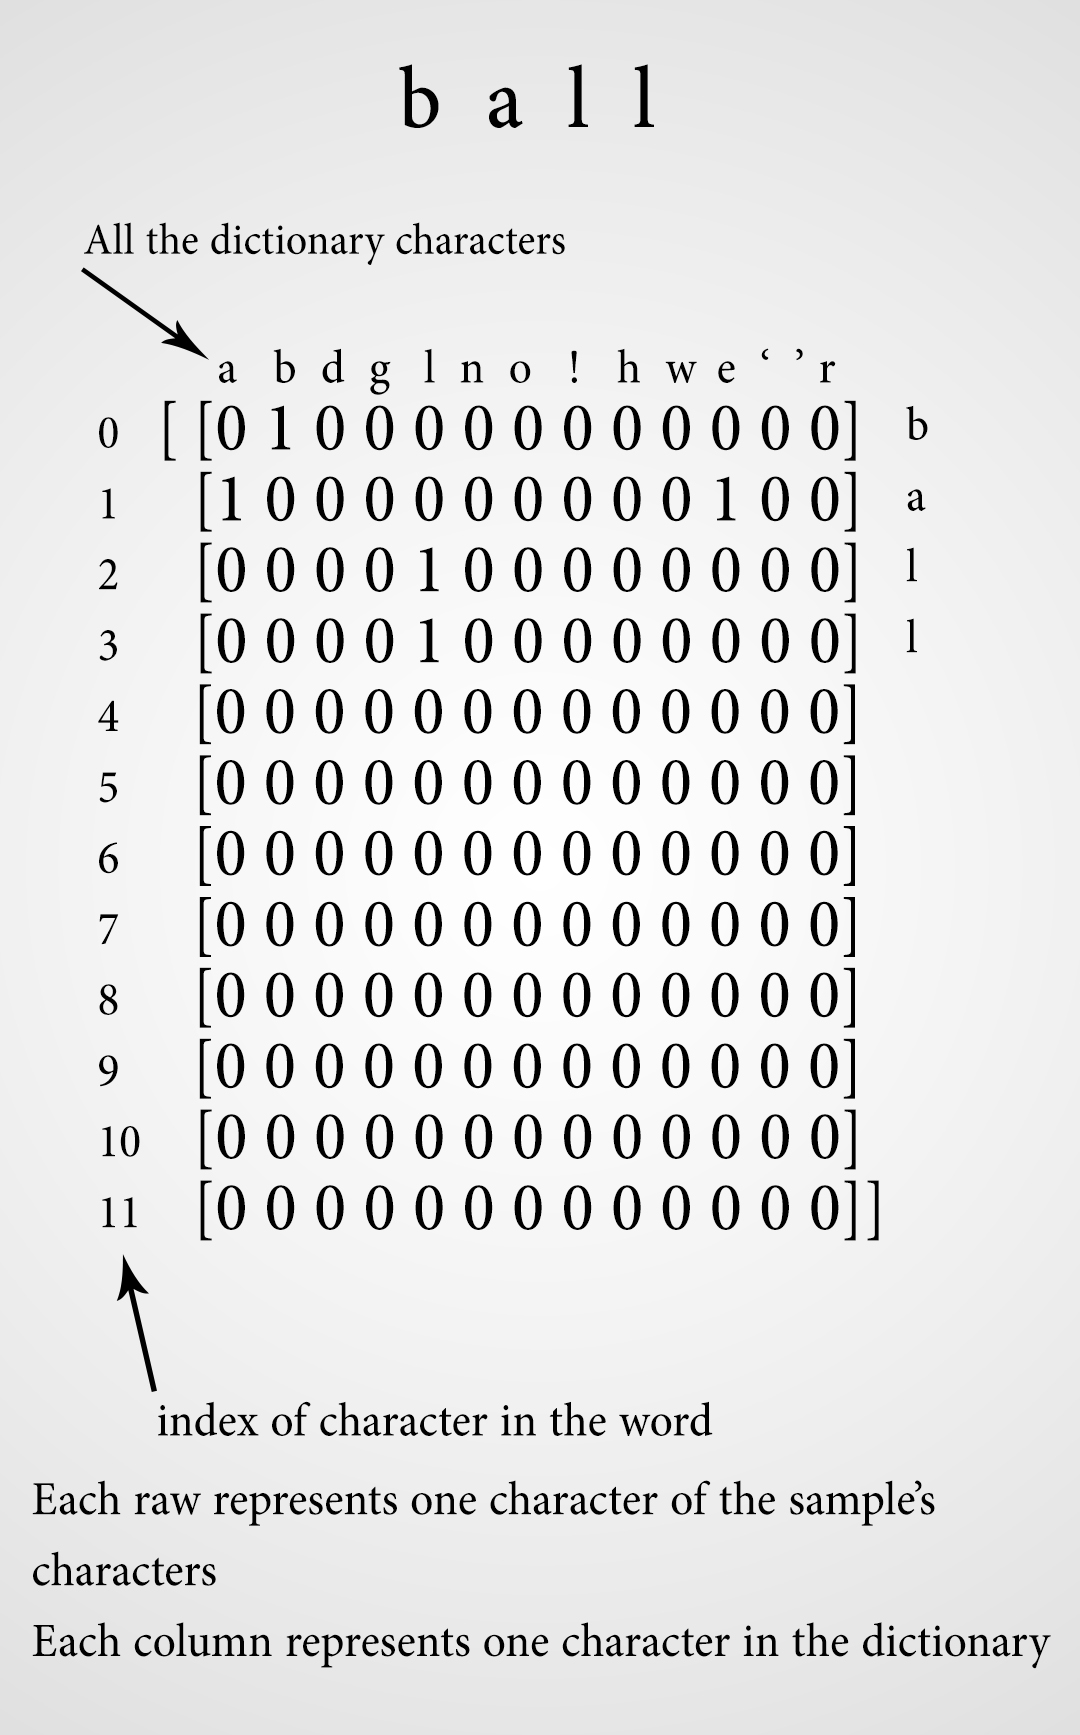 b a l l
All the dictionary characters
a b d g l n o ! h w e ‘ ’ r
0 [ [0 1 0 0 0 0 0 0 0 0 0 0 0] b
1 [1 0 0 0 0 0 0 0 0 0 1 0 0] a
2 [0 0 0 0 1 0 0 0 0 0 0 0 0] l
3 [0 0 0 0 1 0 0 0 0 0 0 0 0] l
4 [0 0 0 0 0 0 0 0 0 0 0 0 0]
5 [0 0 0 0 0 0 0 0 0 0 0 0 0]
6 [0 0 0 0 0 0 0 0 0 0 0 0 0]
7 [0 0 0 0 0 0 0 0 0 0 0 0 0]
8 [0 0 0 0 0 0 0 0 0 0 0 0 0]
9 [0 0 0 0 0 0 0 0 0 0 0 0 0]
10 [0 0 0 0 0 0 0 0 0 0 0 0 0]
11 [0 0 0 0 0 0 0 0 0 0 0 0 0] ]
index of character in the word
Each raw represents one character of the sample’s
characters
Each column represents one character in the dictionary